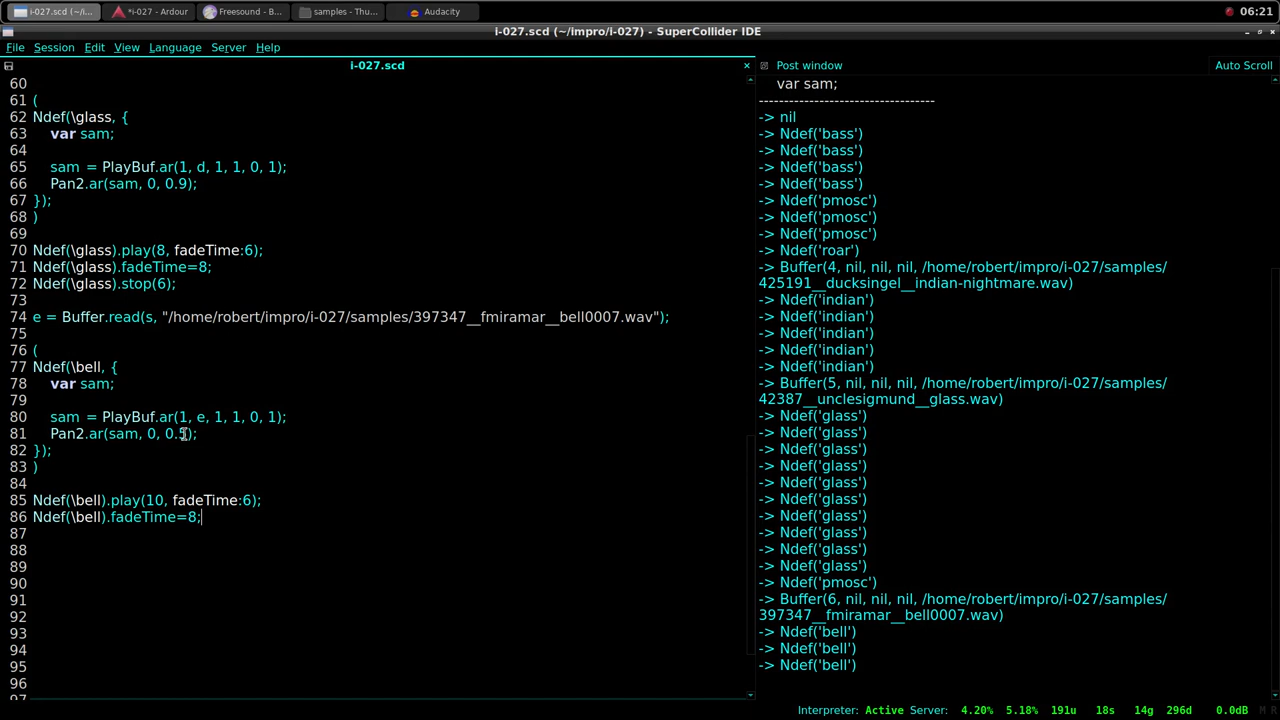 i-027.scd (~/i...
*i-027 - Ardour
Freesound - B...
samples - Thu...
Audacity
06:21
i-027.scd (~/impro/i-027) - SuperCollider IDE
File Session Edit View Language Server Help
i-027.scd
60
61 (
62 Ndef(\glass, {
63 var sam;
64
65 sam = PlayBuf.ar(1, d, 1, 1, 0, 1);
66 Pan2.ar(sam, 0, 0.9);
67 });
68 )
69
70 Ndef(\glass).play(8, fadeTime:6);
71 Ndef(\glass).fadeTime=8;
72 Ndef(\glass).stop(6);
73
74 e = Buffer.read(s, "/home/robert/impro/i-027/samples/397347__fmiramar__bell0007.wav");
75
76 (
77 Ndef(\bell, {
78 var sam;
79
80 sam = PlayBuf.ar(1, e, 1, 1, 0, 1);
81 Pan2.ar(sam, 0, 0.5);
82 });
83 )
84
85 Ndef(\bell).play(10, fadeTime:6);
86 Ndef(\bell).fadeTime=8;
87
88
89
90
91
92
93
94
95
96
97
Post window
Auto Scroll
var sam;
-----------------------------------
-> nil
-> Ndef('bass')
-> Ndef('bass')
-> Ndef('bass')
-> Ndef('bass')
-> Ndef('pmosc')
-> Ndef('pmosc')
-> Ndef('pmosc')
-> Ndef('roar')
-> Buffer(4, nil, nil, nil, /home/robert/impro/i-027/samples/
425191__ducksingel__indian-nightmare.wav)
-> Ndef('indian')
-> Ndef('indian')
-> Ndef('indian')
-> Ndef('indian')
-> Ndef('indian')
-> Buffer(5, nil, nil, nil, /home/robert/impro/i-027/samples/
42387__unclesigmund__glass.wav)
-> Ndef('glass')
-> Ndef('glass')
-> Ndef('glass')
-> Ndef('glass')
-> Ndef('glass')
-> Ndef('glass')
-> Ndef('glass')
-> Ndef('glass')
-> Ndef('glass')
-> Ndef('glass')
-> Ndef('pmosc')
-> Buffer(6, nil, nil, nil, /home/robert/impro/i-027/samples/
397347__fmiramar__bell0007.wav)
-> Ndef('bell')
-> Ndef('bell')
-> Ndef('bell')
Interpreter: Active Server: 4.20% 5.18% 191u 18s 14g 296d 0.0dB M R